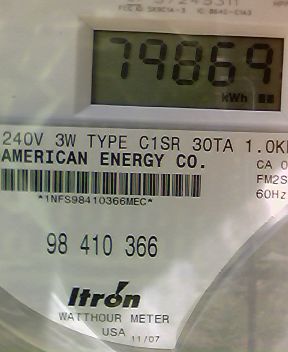 79869
kWh
240V 3W TYPE C1SR 30TA 1.0K
AMERICAN ENERGY CO.
CA 0
FM2S
60Hz
*1NFS98410366MEC*
98 410 366
Itron
WATTHOUR METER
USA 11/07